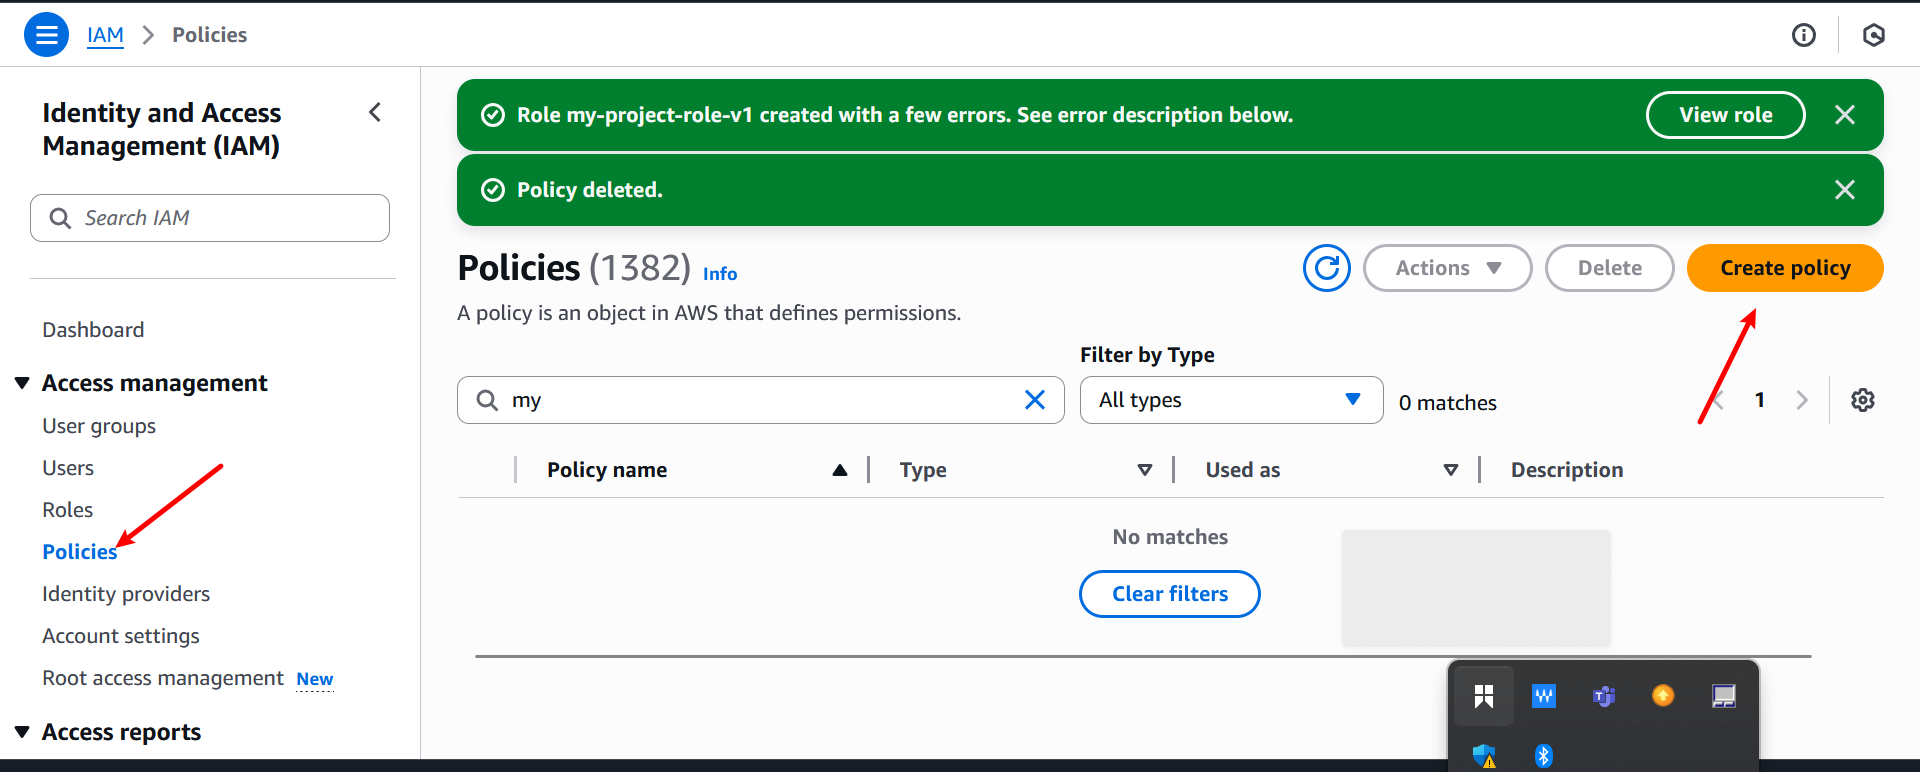 IAM > Policies
Identity and Access
Management (IAM)
Search IAM
Dashboard
Access management
User groups
Users
Roles
Policies
Identity providers
Account settings
Root access management New
Access reports
Role my-project-role-v1 created with a few errors. See error description below.
View role
Policy deleted.
Policies (1382) Info
Actions
Delete
Create policy
A policy is an object in AWS that defines permissions.
Filter by Type
my
All types
0 matches
1
Policy name
Type
Used as
Description
No matches
Clear filters